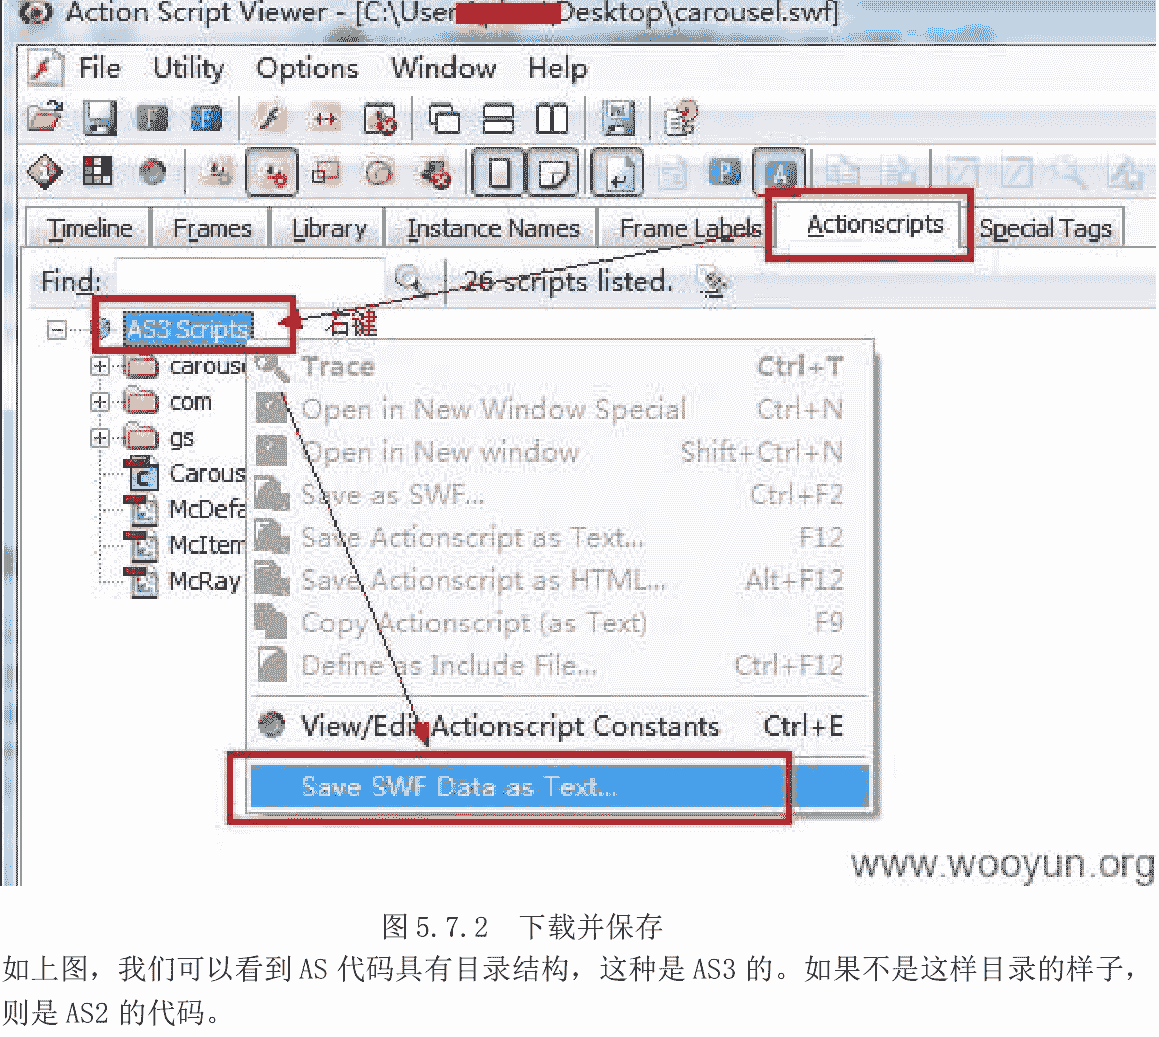 Action Script Viewer - [C:\User Desktop\carousel.swf]
File Utility Options Window Help
Timeline Frames Library Instance Names Frame Labels Actionscripts Special Tags
Find: 26 scripts listed.
AS3 Scripts 右键
carouse
com
gs
Carous
McDefa
McItem
McRay
Trace Ctrl+T
Open in New Window Special Ctrl+N
Open in New window Shift+Ctrl+N
Save as SWF... Ctrl+F2
Save Actionscript as Text... F12
Save Actionscript as HTML... Alt+F12
Copy Actionscript (as Text) F9
Define as Include File... Ctrl+F12
View/Edit Actionscript Constants Ctrl+E
Save SWF Data as Text...
www.wooyun.org
图 5.7.2 下载并保存
如上图，我们可以看到 AS 代码具有目录结构，这种是 AS3 的。如果不是这样目录的样子，
则是 AS2 的代码。